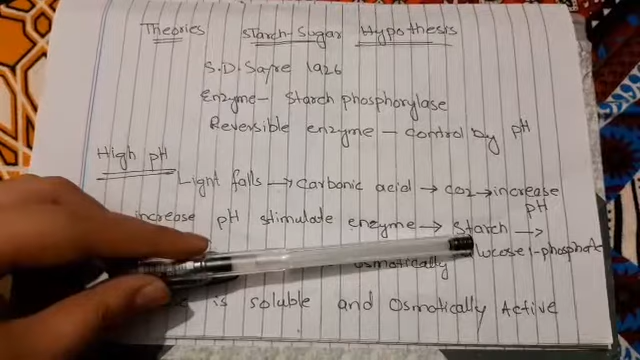 Theories Starch-Sugar Hypothesis
S.D. Sayre 1926
Enzyme- Starch phosphorylase
Reversible enzyme - control by pH
High pH
Light falls → carbonic acid → CO2 → increase pH
increase pH stimulate enzyme → Starch →
Glucose 1-phosphate
osmotically
is soluble and Osmotically Active